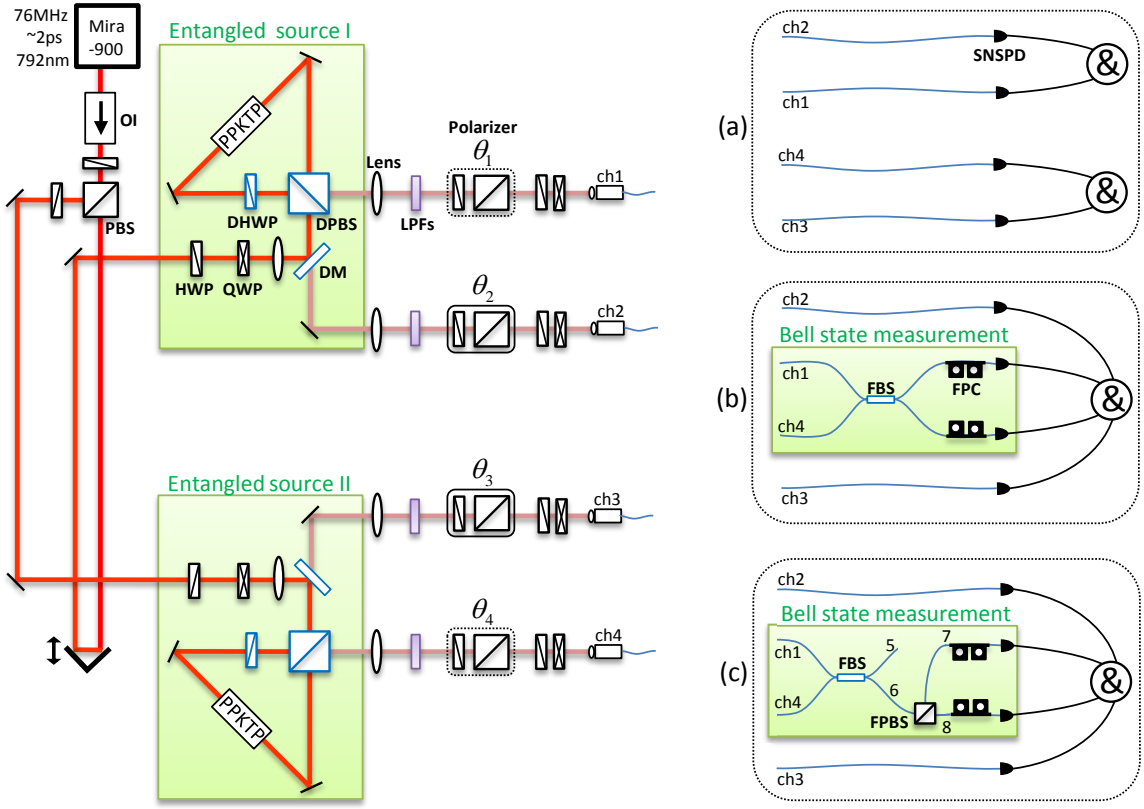 76MHz
~2ps
792nm
Mira
-900
OI
PBS
Entangled source I
PPKTP
DHWP
DPBS
HWP
QWP
DM
Lens
LPFs
Polarizer
θ1
ch1
θ2
ch2
Entangled source II
PPKTP
θ3
ch3
θ4
ch4
(a)
ch2
SNSPD
ch1
&
ch4
ch3
&
(b)
ch2
Bell state measurement
ch1
FBS
FPC
ch4
&
ch3
(c)
ch2
Bell state measurement
ch1
FBS
5
7
ch4
6
FPBS
8
&
ch3